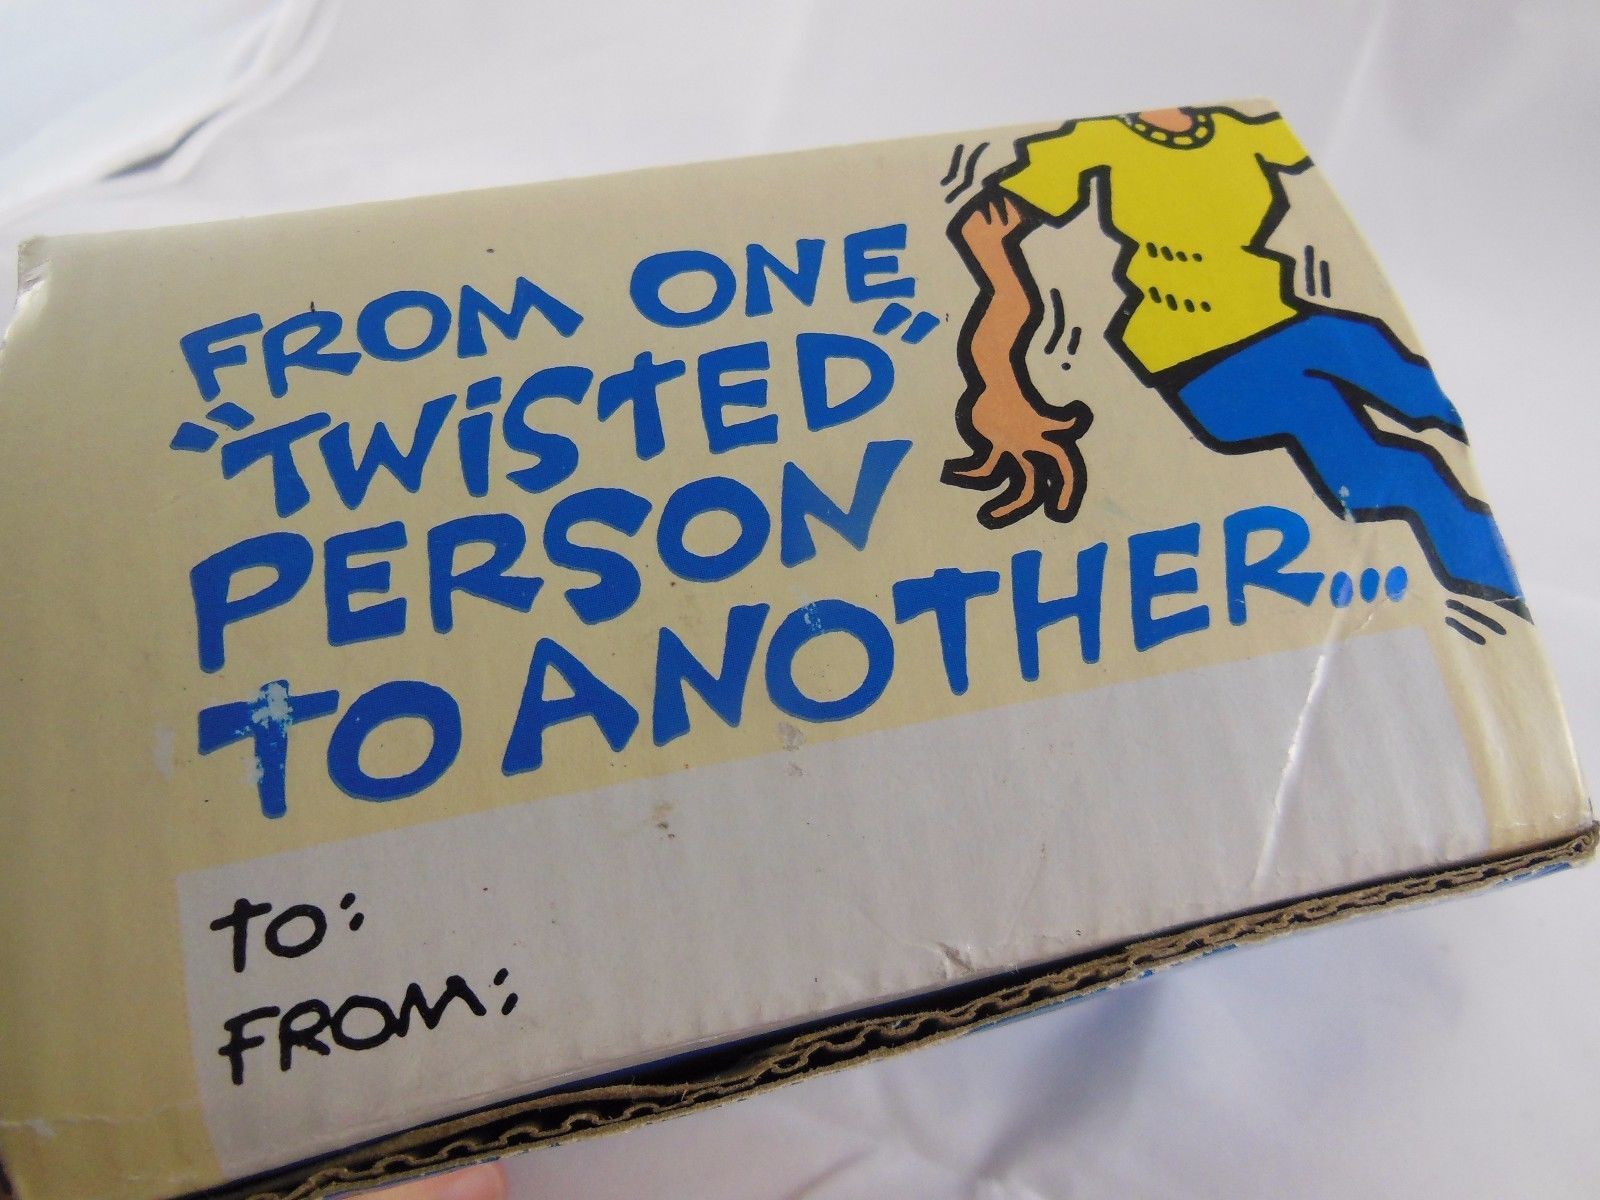 FROM ONE
"TWiSTED"
PERSON
TO ANOTHER...
TO:
FROM: